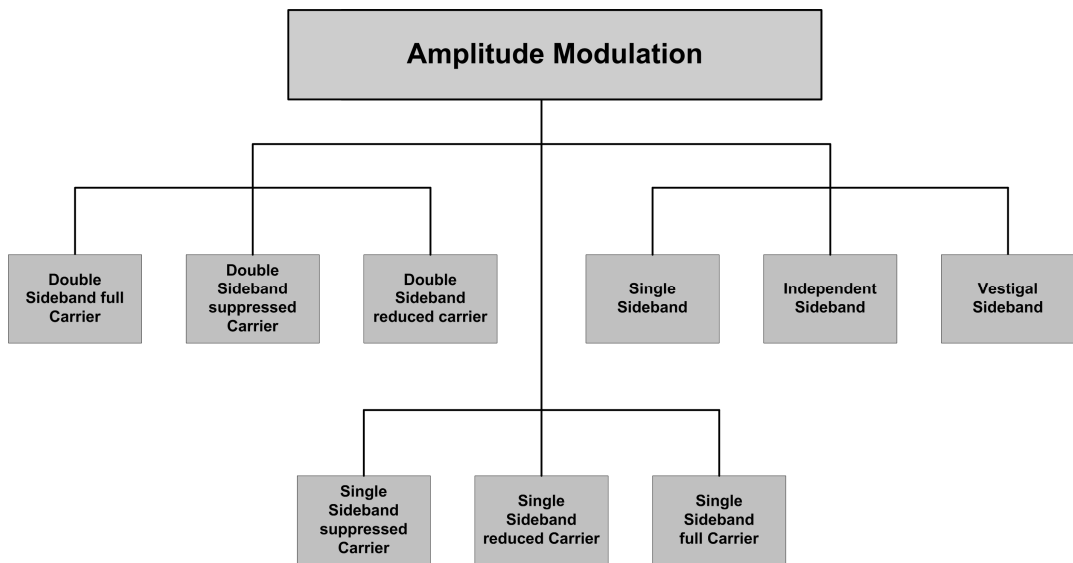 Amplitude Modulation
Double
Sideband full
Carrier
Double
Sideband
suppressed
Carrier
Double
Sideband
reduced carrier
Single
Sideband
Independent
Sideband
Vestigal
Sideband
Single
Sideband
suppressed
Carrier
Single
Sideband
reduced Carrier
Single
Sideband
full Carrier